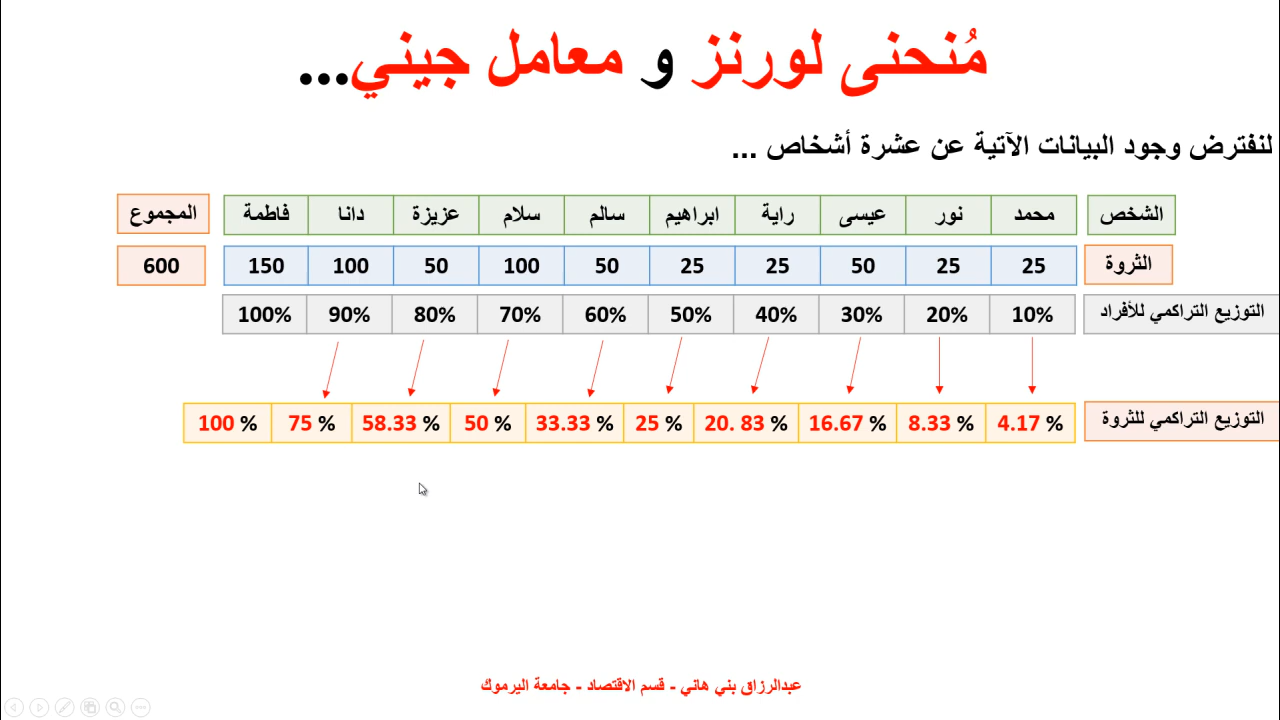 مُنحنى لورنز و معامل جيني...
لنفترض وجود البيانات الآتية عن عشرة أشخاص ...
الشخص محمد نور عيسى راية ابراهيم سالم سلام عزيزة دانا فاطمة المجموع
الثروة 25 25 50 25 25 50 100 50 100 150 600
التوزيع التراكمي للأفراد 10% 20% 30% 40% 50% 60% 70% 80% 90% 100%
التوزيع التراكمي للثروة 4.17 % 8.33 % 16.67 % 20. 83 % 25 % 33.33 % 50 % 58.33 % 75 % 100 %
عبدالرزاق بني هاني - قسم الاقتصاد - جامعة اليرموك